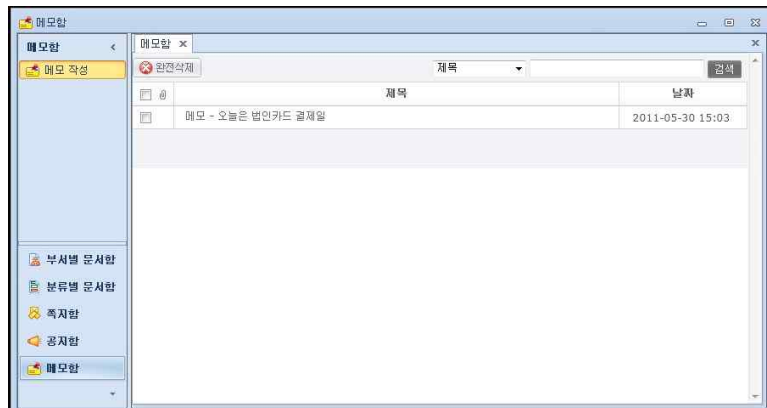 메모함
메모함 <
메모함 x x
메모 작성
완전삭제 제목 검색
제목 날짜
메모 - 오늘은 법인카드 결제일 2011-05-30 15:03
부서별 문서함
분류별 문서함
쪽지함
공지함
메모함